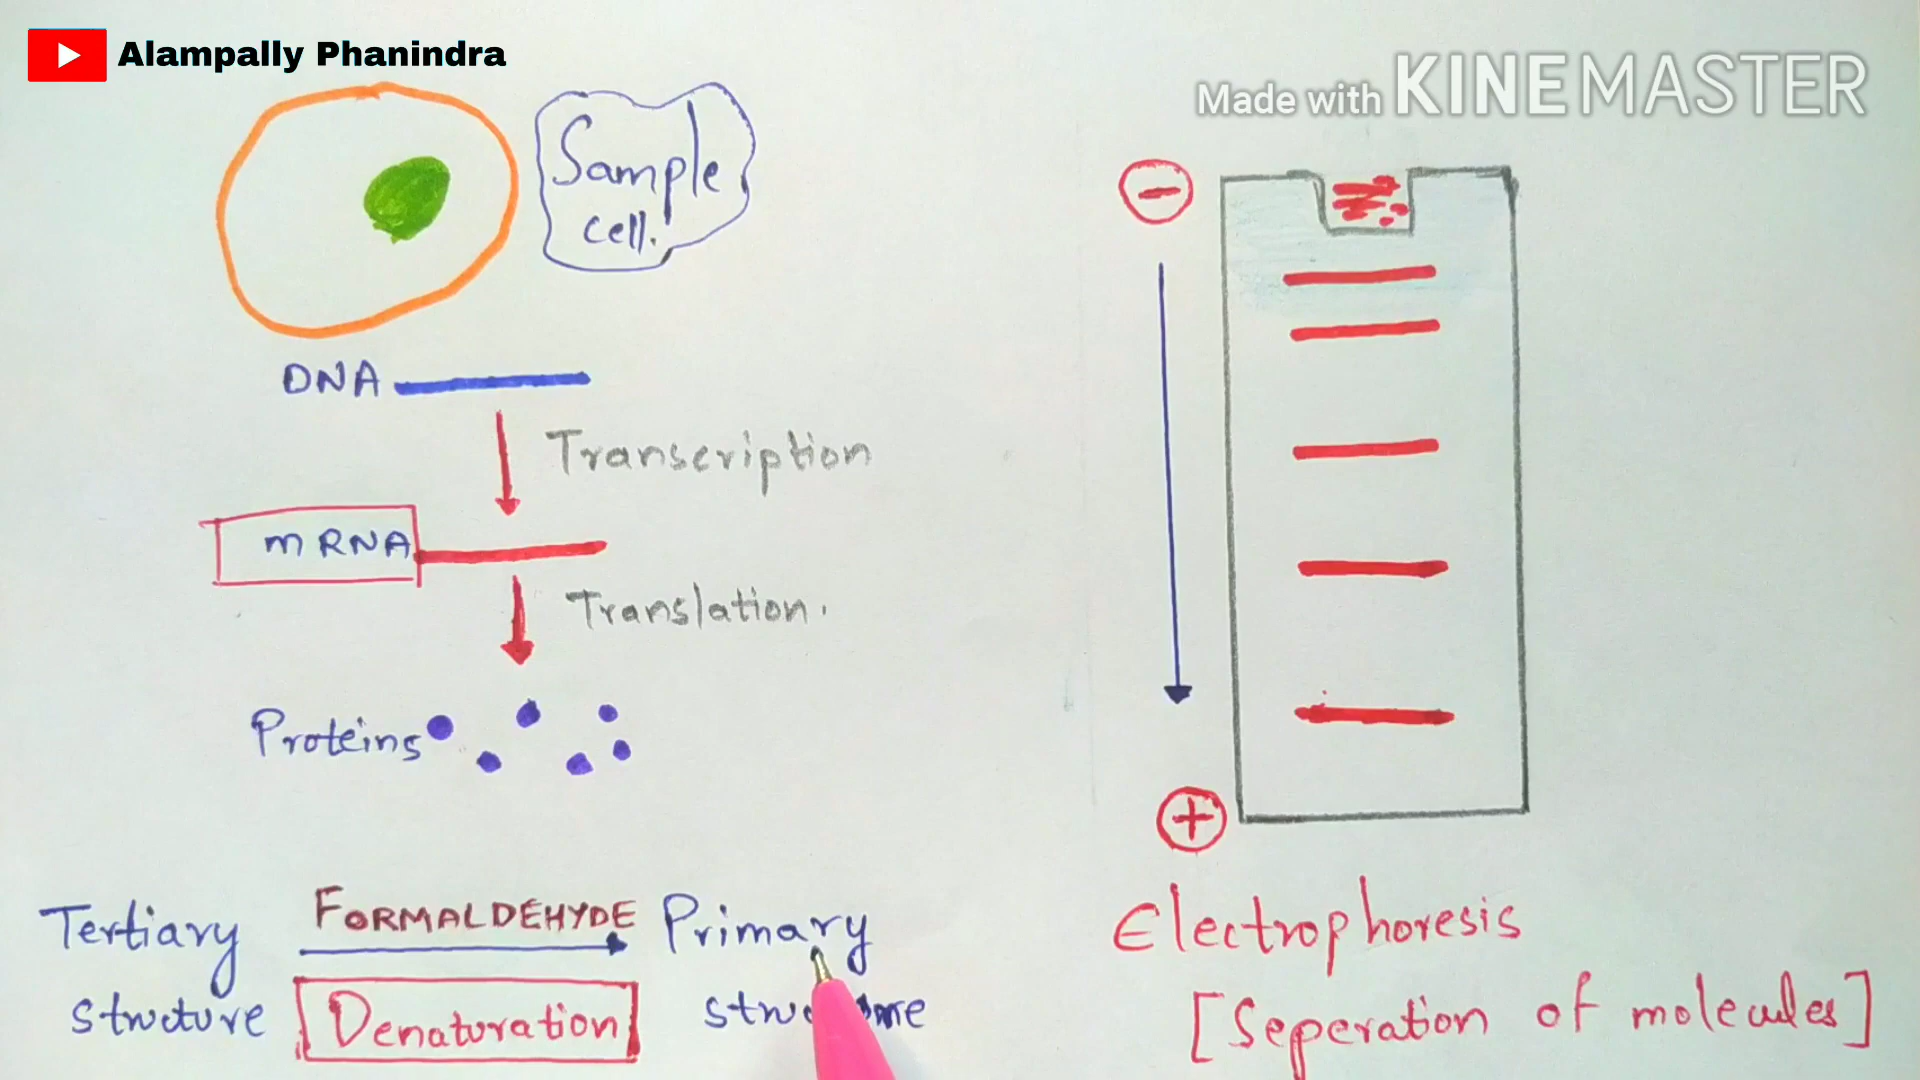 Alampally Phanindra
Made with KINEMASTER
Sample
cell.
DNA
Transcription
mRNA
Translation.
Proteins
Tertiary
structure
FORMALDEHYDE
Denaturation
Primary
Electrophoresis
[Seperation of molecules]
−
+